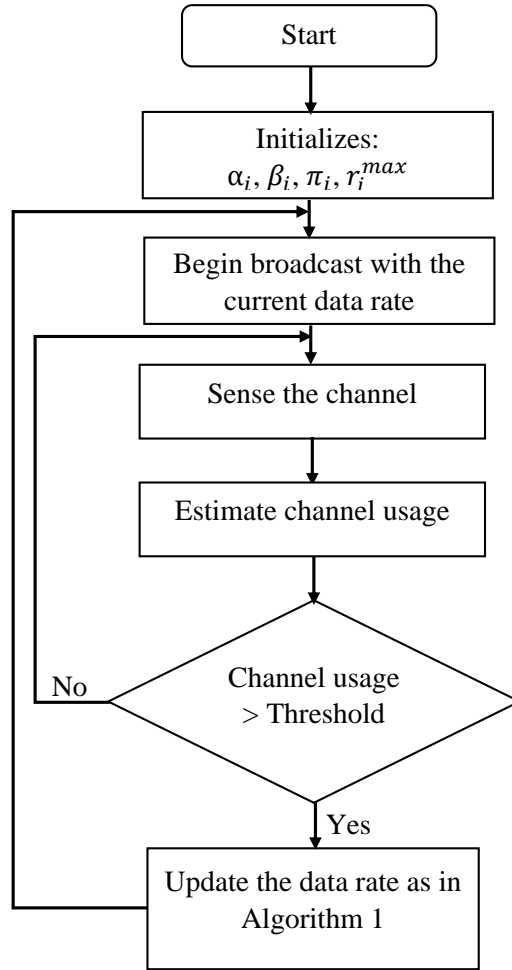 Start
Initializes:
α_i, β_i, π_i, r_i^{max}
Begin broadcast with the
current data rate
Sense the channel
Estimate channel usage
Channel usage
> Threshold
No
Yes
Update the data rate as in
Algorithm 1